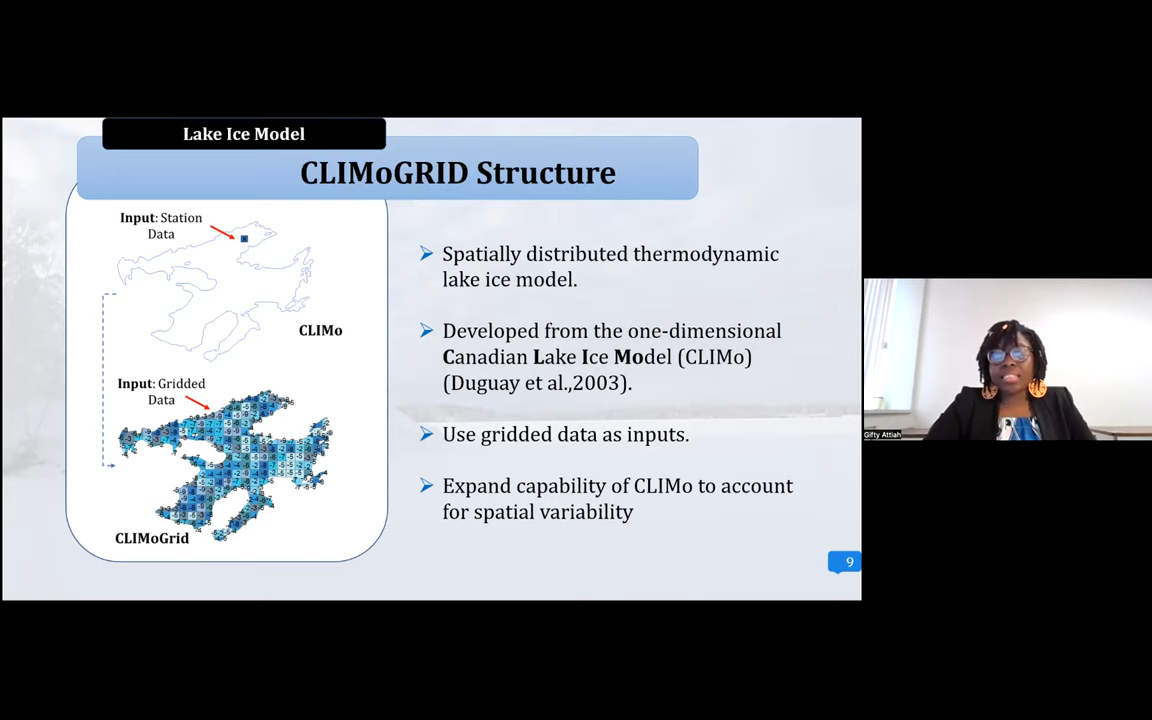 Lake Ice Model
CLIMoGRID Structure
Input: Station
Data
CLIMo
Input: Gridded
Data
CLIMoGrid
Spatially distributed thermodynamic
lake ice model.
Developed from the one-dimensional
Canadian Lake Ice Model (CLIMo)
(Duguay et al.,2003).
Use gridded data as inputs.
Expand capability of CLIMo to account
for spatial variability
9
Gifty Attiah